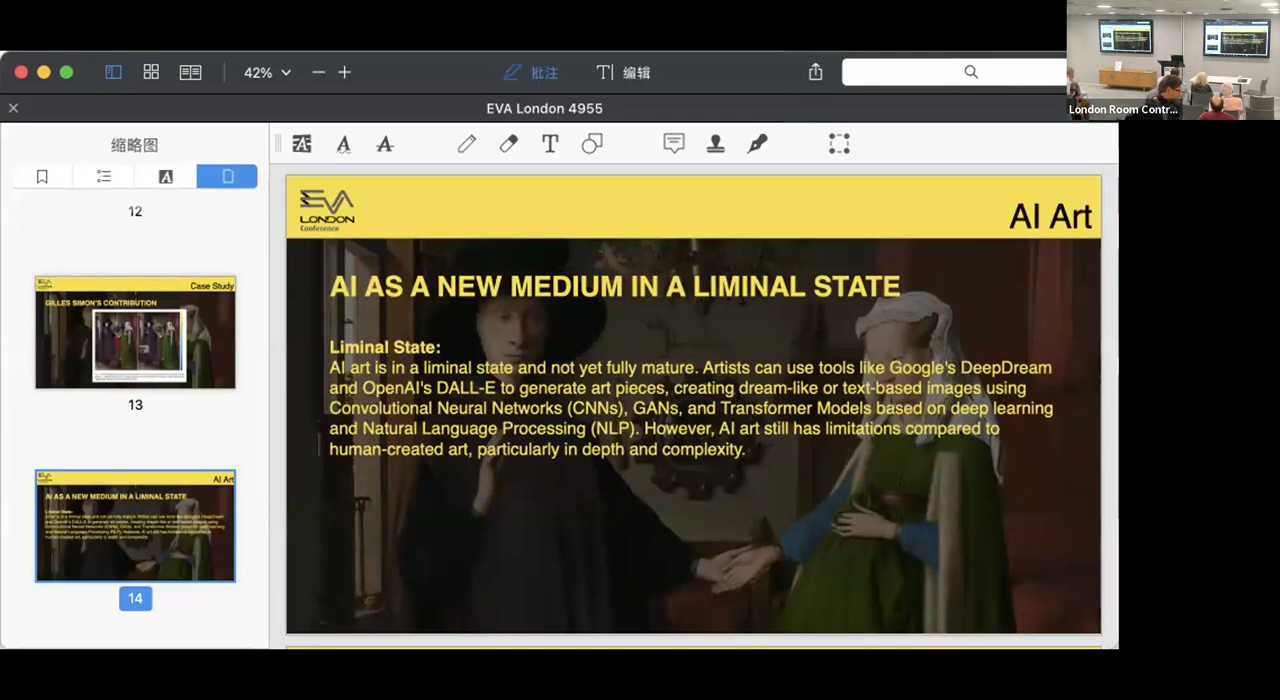 42%
批注
编辑
London Room Contr...
EVA London 4955
缩略图
12
Case Study
GILLES SIMON'S CONTRIBUTION
13
AI Art
AI AS A NEW MEDIUM IN A LIMINAL STATE
14
EVA
LONDON
Conference
AI Art
AI AS A NEW MEDIUM IN A LIMINAL STATE
Liminal State:
AI art is in a liminal state and not yet fully mature. Artists can use tools like Google's DeepDream
and OpenAI's DALL-E to generate art pieces, creating dream-like or text-based images using
Convolutional Neural Networks (CNNs), GANs, and Transformer Models based on deep learning
and Natural Language Processing (NLP). However, AI art still has limitations compared to
human-created art, particularly in depth and complexity.